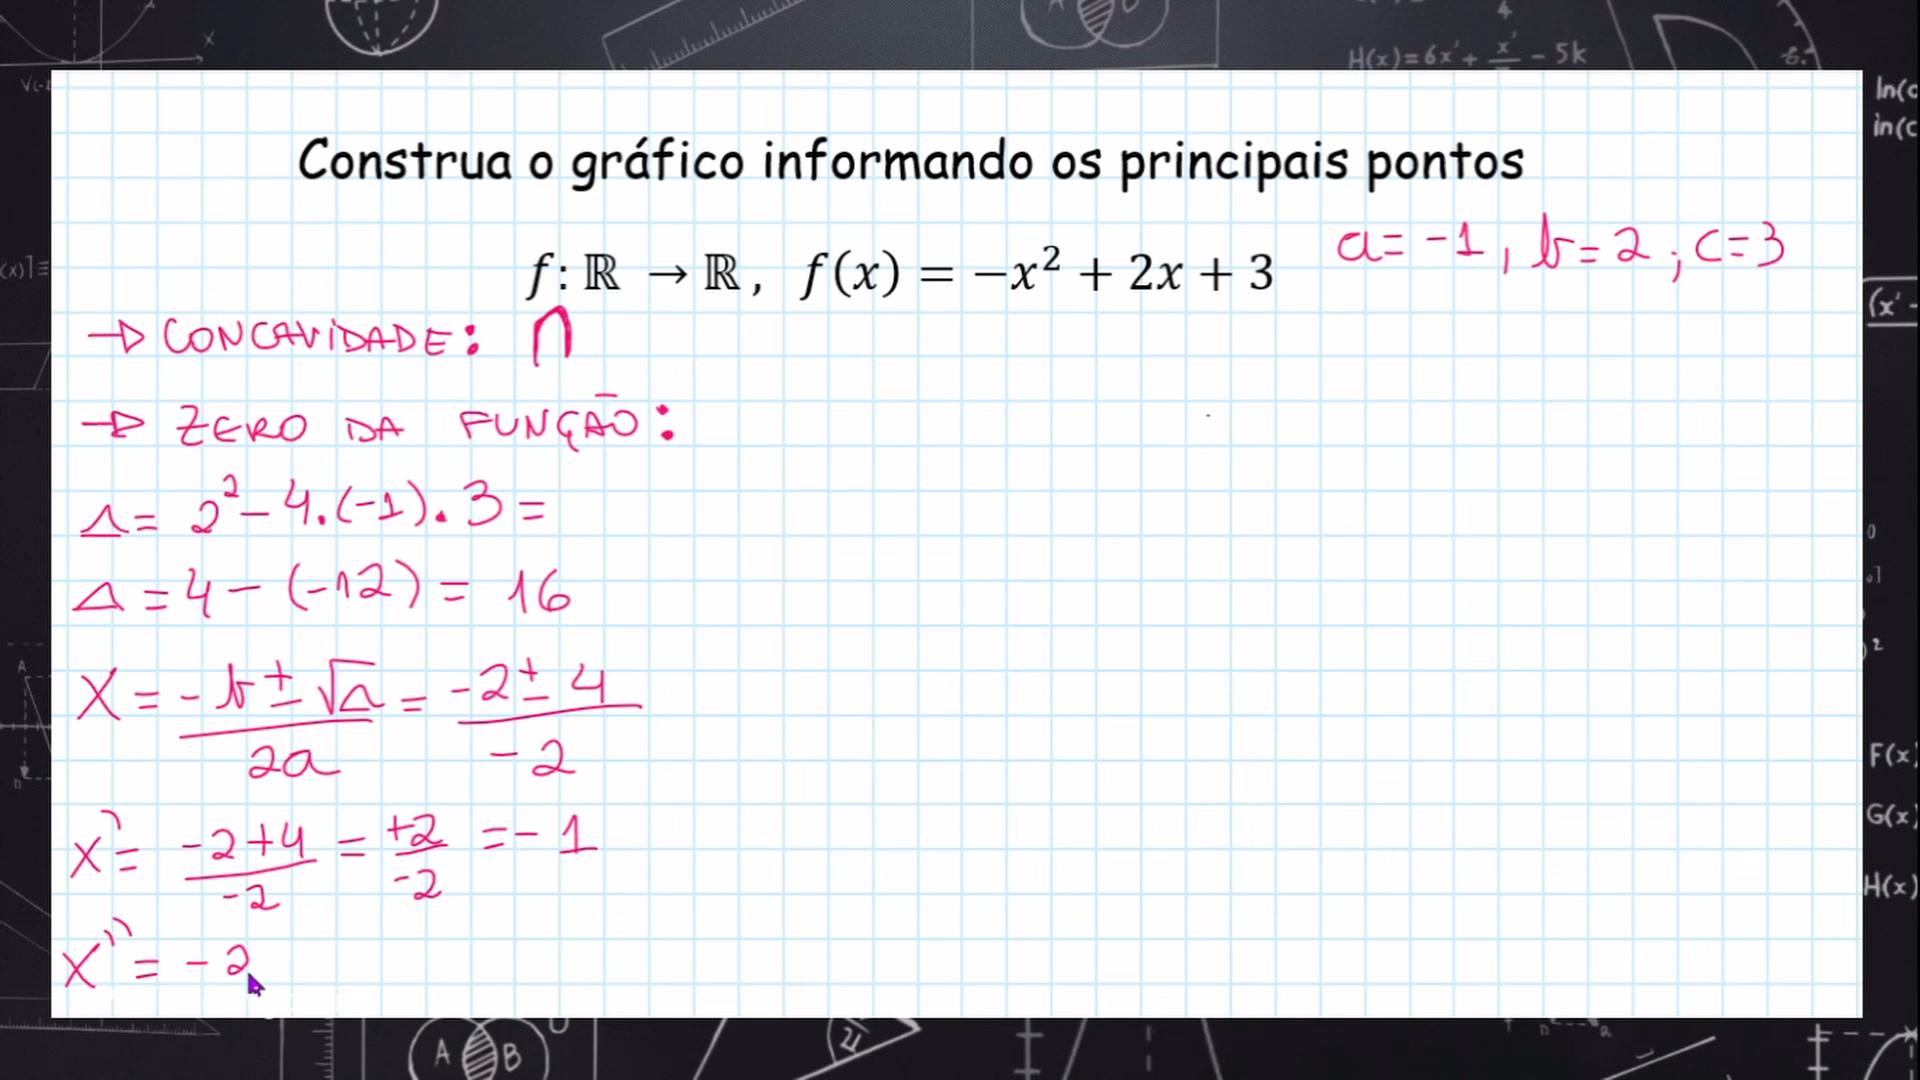 H(x)=6x²+ x²/ - 5k
Construa o gráfico informando os principais pontos
f: ℝ → ℝ, f(x) = −x² + 2x + 3
a = -1, b = 2; c = 3
→ CONCAVIDADE: ∩
→ ZERO DA FUNÇÃO:
Δ = 2² - 4.(-1).3 =
Δ = 4 - (-12) = 16
X = -b ± √Δ / 2a = -2 ± 4 / -2
X' = -2+4 / -2 = +2 / -2 = -1
X'' = -2
F(x)
G(x)
H(x)
A B